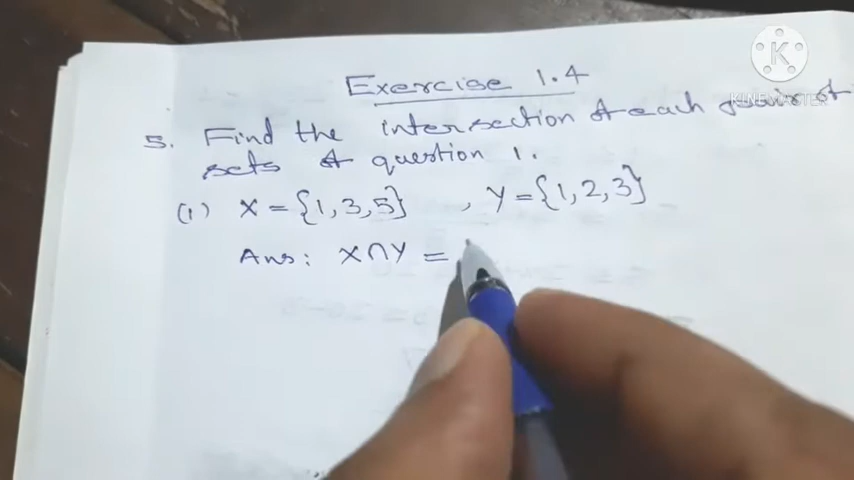 Exercise 1.4
5. Find the intersection of each pair of
sets of question 1.
(i) X = {1, 3, 5} , Y = {1, 2, 3}
Ans: X∩Y =
K
KINEMASTER